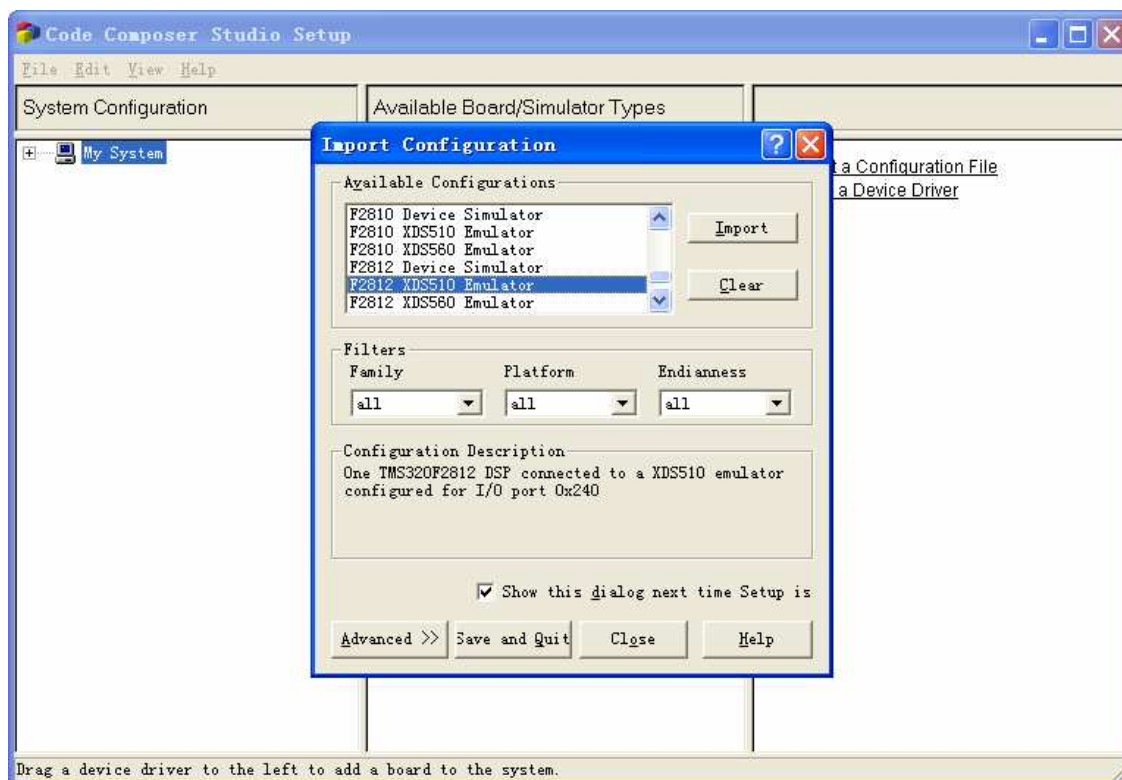 Code Composer Studio Setup
File Edit View Help
System Configuration
Available Board/Simulator Types
My System
t a Configuration File
a Device Driver
Import Configuration
Available Configurations
F2810 Device Simulator
F2810 XDS510 Emulator
F2810 XDS560 Emulator
F2812 Device Simulator
F2812 XDS510 Emulator
F2812 XDS560 Emulator
Import
Clear
Filters
Family Platform Endianness
all all all
Configuration Description
One TMS320F2812 DSP connected to a XDS510 emulator
configured for I/O port 0x240
Show this dialog next time Setup is
Advanced >> Save and Quit Close Help
Drag a device driver to the left to add a board to the system.